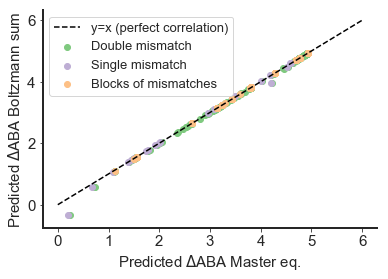 y=x (perfect correlation)
Double mismatch
Single mismatch
Blocks of mismatches
Predicted ΔABA Boltzmann sum
6
4
2
0
0
1
2
3
4
5
6
Predicted ΔABA Master eq.